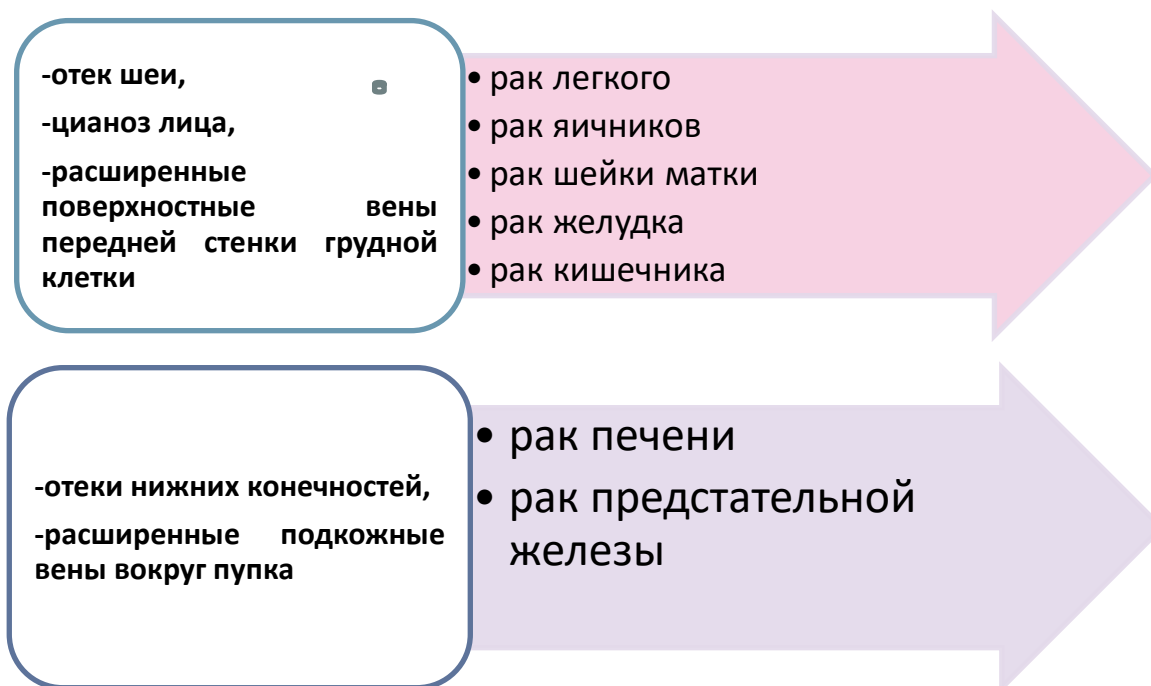 -отек шеи,
-цианоз лица,
-расширенные
поверхностные вены
передней стенки грудной
клетки
• рак легкого
• рак яичников
• рак шейки матки
• рак желудка
• рак кишечника
-отеки нижних конечностей,
-расширенные подкожные
вены вокруг пупка
• рак печени
• рак предстательной
железы